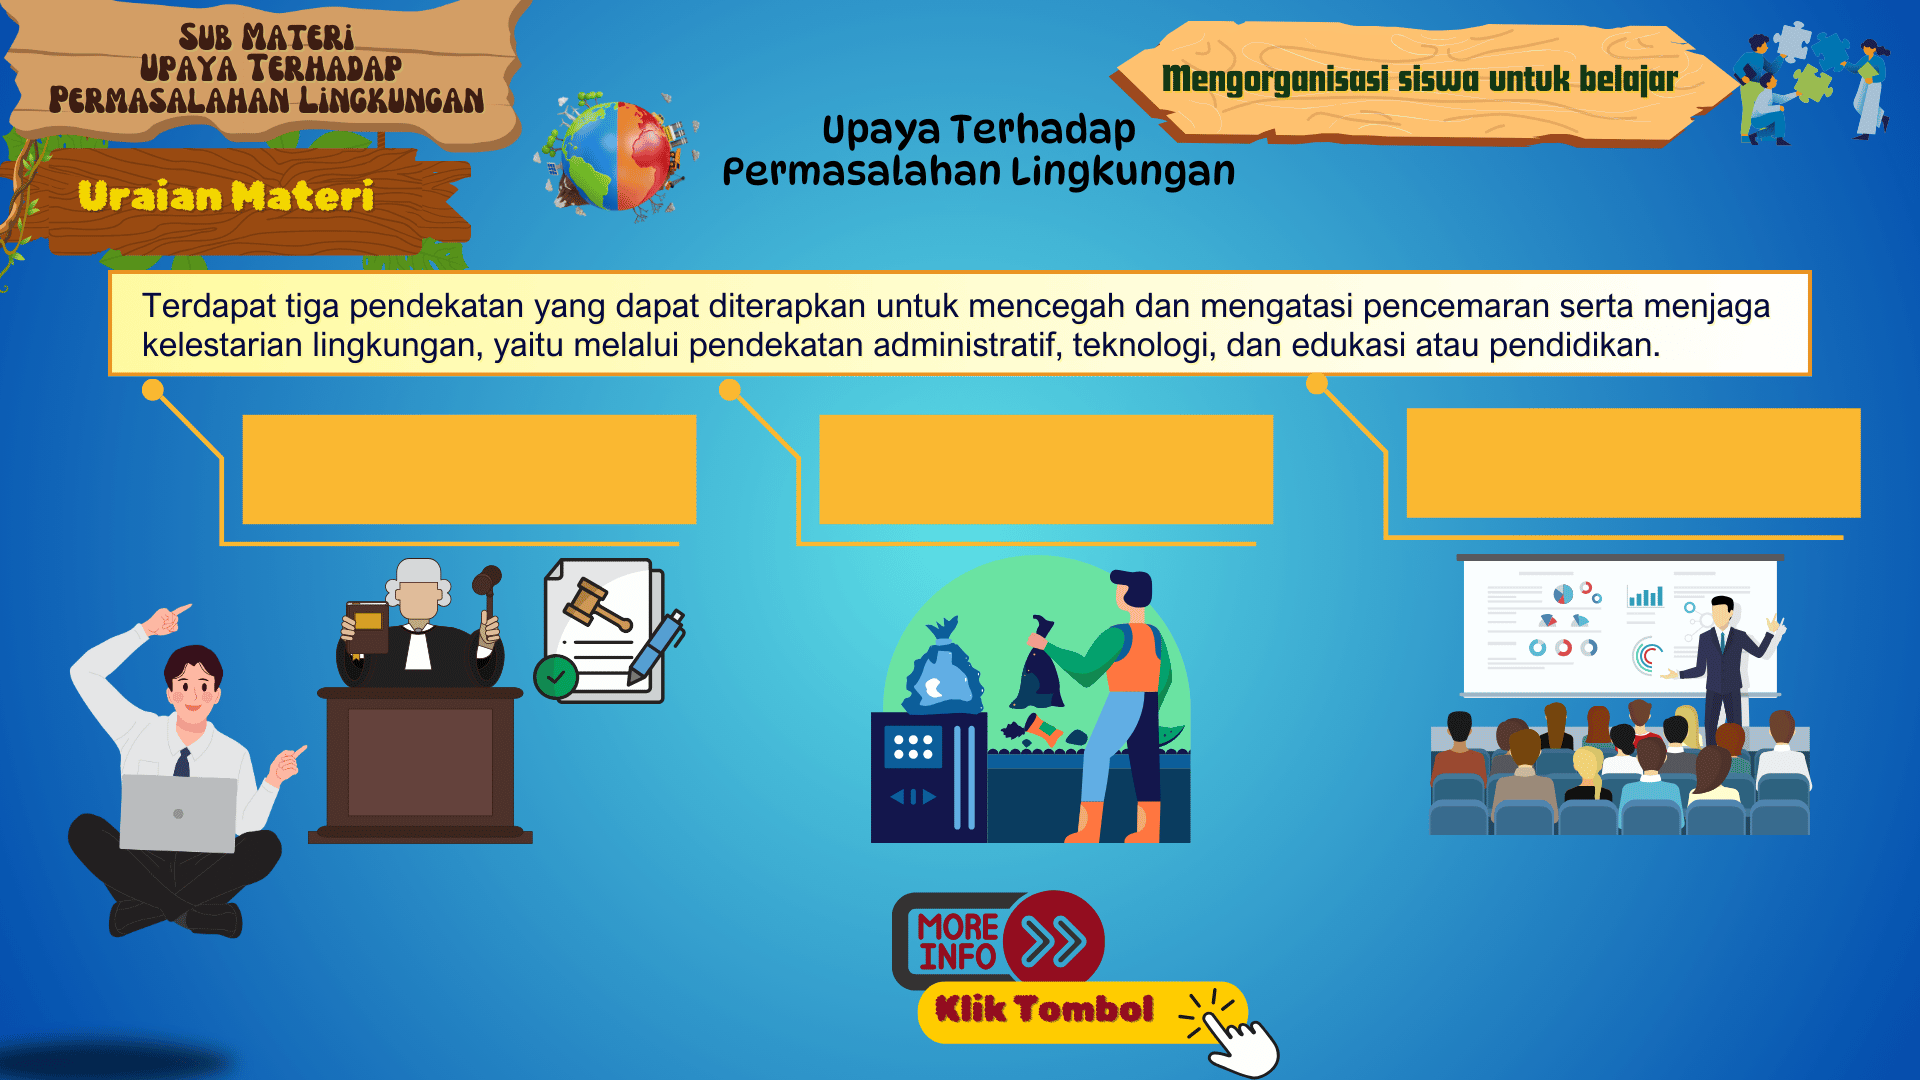 Sub Materi
Upaya Terhadap
Permasalahan Lingkungan
Uraian Materi
Mengorganisasi siswa untuk belajar
Upaya Terhadap
Permasalahan Lingkungan
Terdapat tiga pendekatan yang dapat diterapkan untuk mencegah dan mengatasi pencemaran serta menjaga
kelestarian lingkungan, yaitu melalui pendekatan administratif, teknologi, dan edukasi atau pendidikan.
MORE
INFO
Klik Tombol